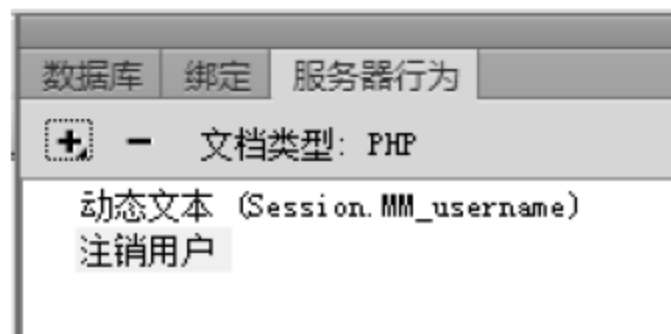 数据库 绑定 服务器行为
+ - 文档类型: PHP
动态文本 (Session.MM_username)
注销用户